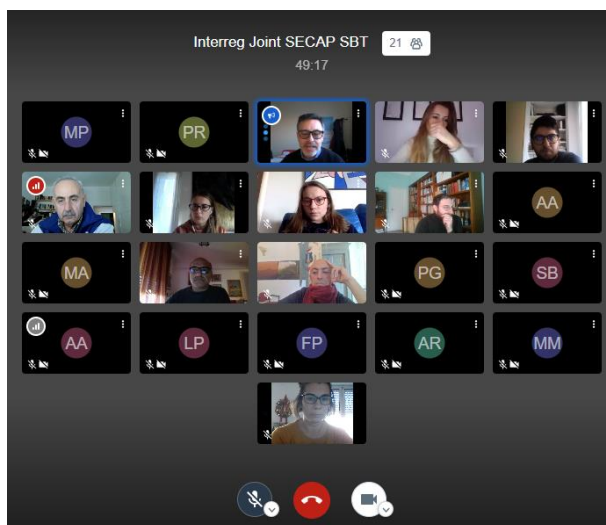 Interreg Joint SECAP SBT 21
49:17
MP PR
AA
MA PG SB
AA LP FP AR MM